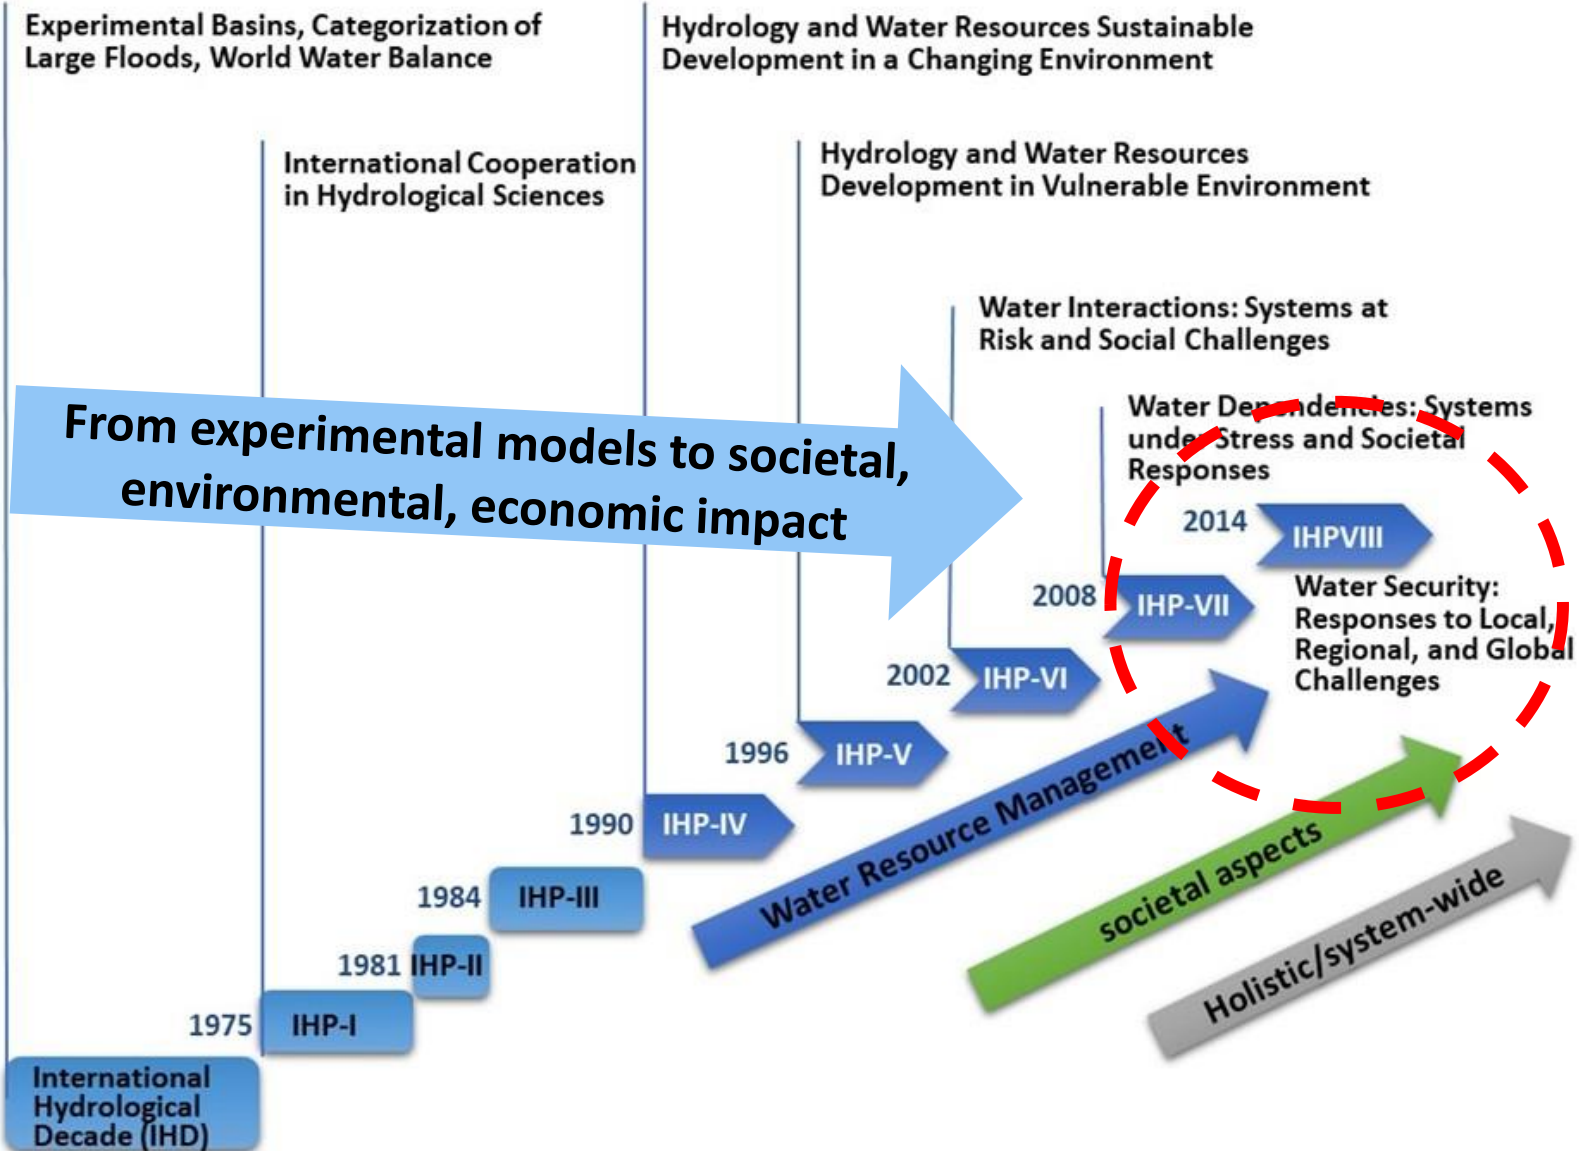 Experimental Basins, Categorization of
Large Floods, World Water Balance
Hydrology and Water Resources Sustainable
Development in a Changing Environment
International Cooperation
in Hydrological Sciences
Hydrology and Water Resources
Development in Vulnerable Environment
Water Interactions: Systems at
Risk and Social Challenges
Water Dependencies: Systems
under Stress and Societal
Responses
From experimental models to societal,
environmental, economic impact
2014
IHPVIII
Water Security:
Responses to Local,
Regional, and Global
Challenges
2008
IHP-VII
2002
IHP-VI
1996
IHP-V
1990
IHP-IV
1984
IHP-III
1981
IHP-II
1975
IHP-I
International
Hydrological
Decade (IHD)
Water Resource Management
societal aspects
Holistic/system-wide